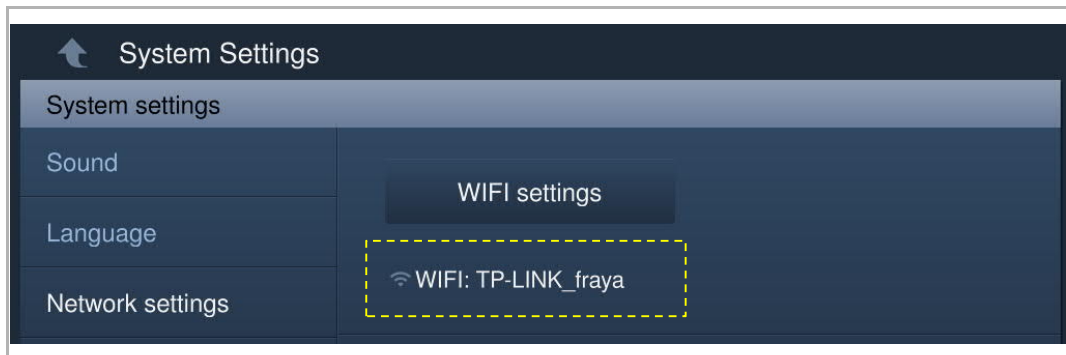 System Settings
System settings
Sound
WIFI settings
Language
WIFI: TP-LINK_fraya
Network settings